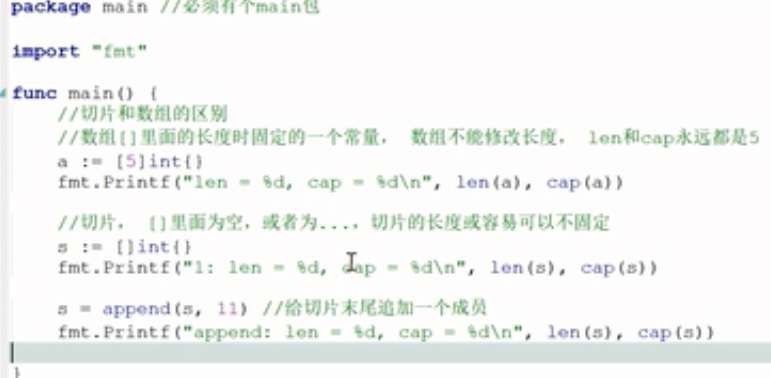 package main //必须有个main包
import "fmt"
func main() {
//切片和数组的区别
//数组[]里面的长度时固定的一个常量， 数组不能修改长度， len和cap永远都是5
a := [5]int{}
fmt.Printf("len = %d, cap = %d\n", len(a), cap(a))
//切片， []里面为空，或者为...，切片的长度或容易可以不固定
s := []int{}
fmt.Printf("1: len = %d, cap = %d\n", len(s), cap(s))
s = append(s, 11) //给切片末尾追加一个成员
fmt.Printf("append: len = %d, cap = %d\n", len(s), cap(s))
}